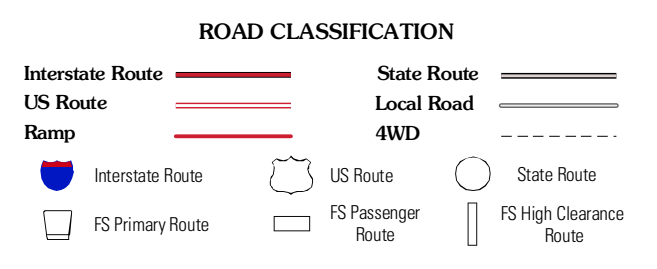 ROAD CLASSIFICATION
Interstate Route
State Route
US Route
Local Road
Ramp
4WD
Interstate Route
US Route
State Route
FS Primary Route
FS Passenger
Route
FS High Clearance
Route